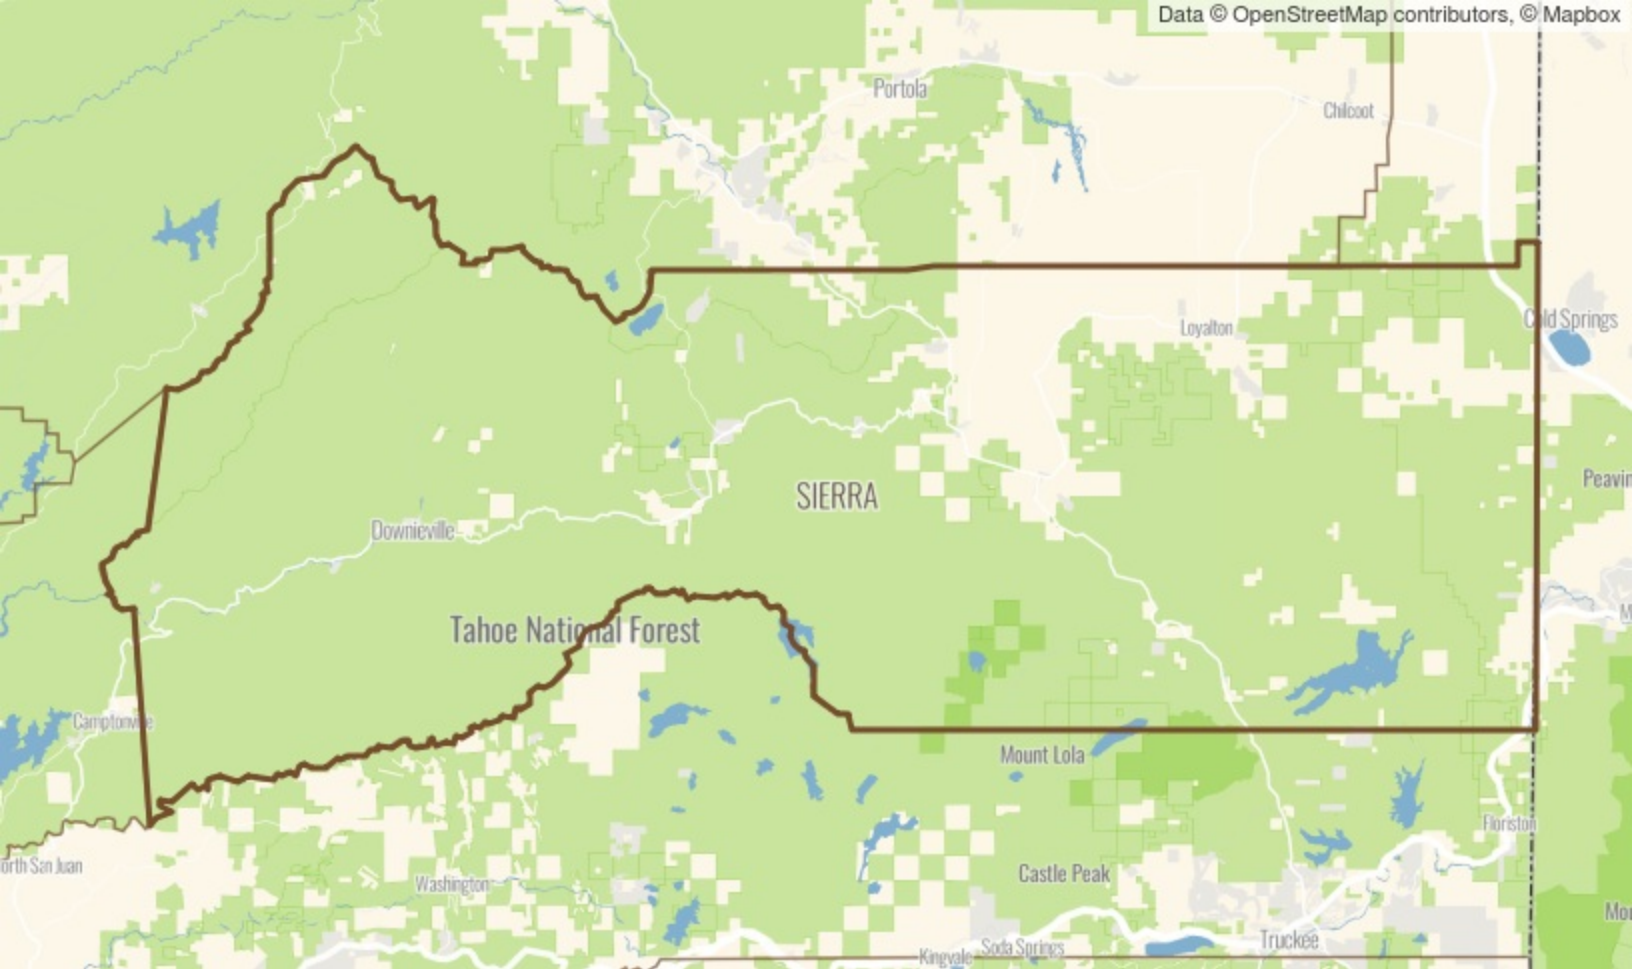 Data © OpenStreetMap contributors, © Mapbox
Portola
Chilcoot
Cold Springs
Loyalton
Peavin
SIERRA
Downieville
Tahoe National Forest
Camptonville
Mount Lola
Floriston
orth San Juan
Washington
Castle Peak
Mo
Truckee
Soda Springs
Kingvale
M